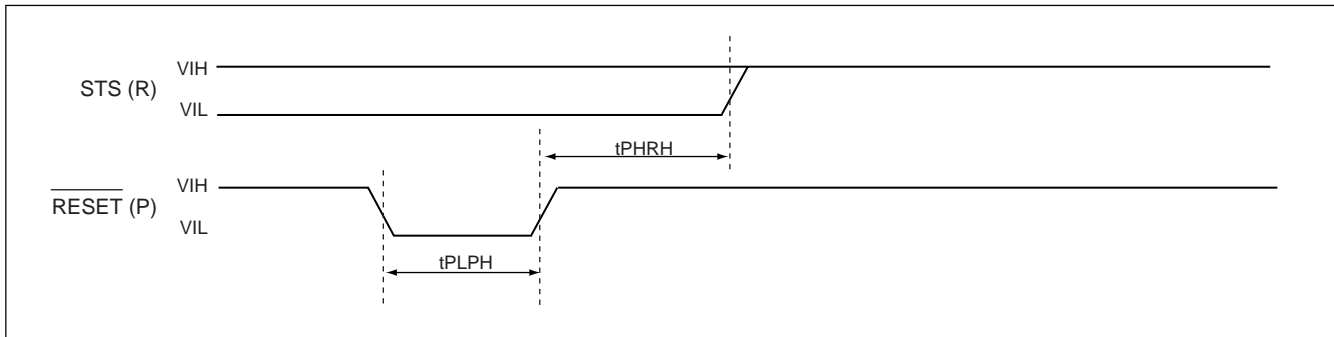 VIH
STS (R)
VIL
tPHRH
VIH
RESET (P)
VIL
tPLPH